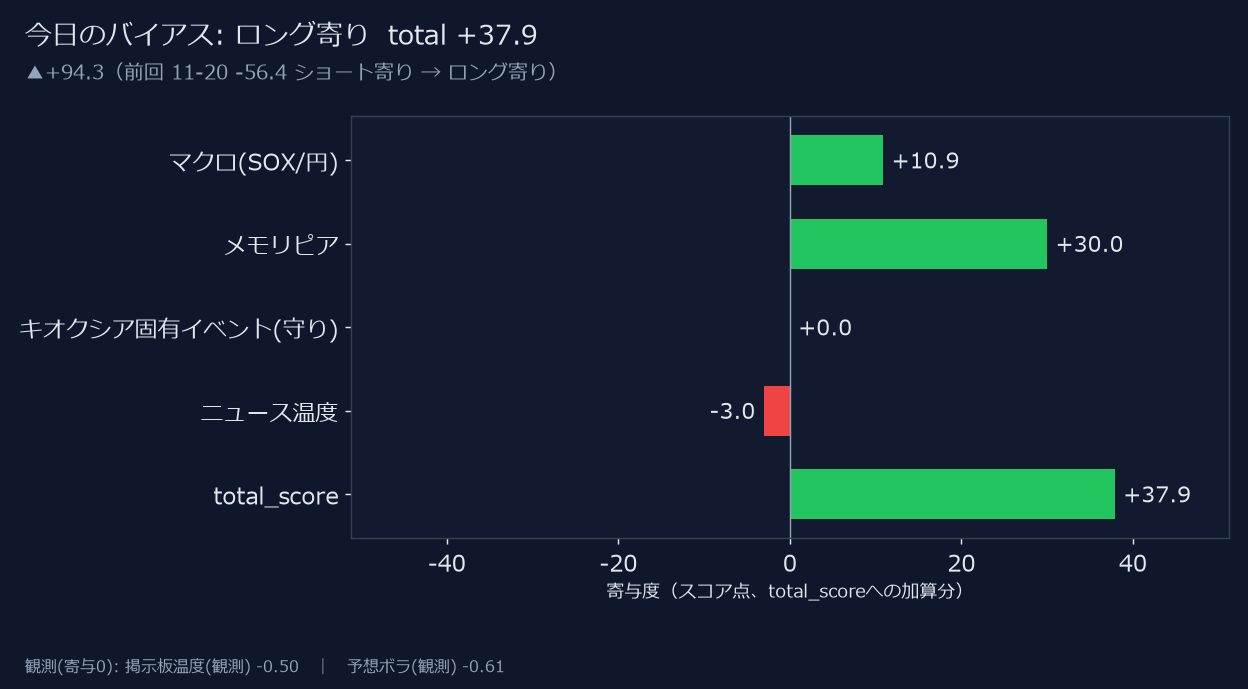 今日のバイアス: ロング寄り  total +37.9
▲+94.3（前回 11-20 -56.4 ショート寄り → ロング寄り）
マクロ(SOX/円)
+10.9
メモリピア
+30.0
キオクシア固有イベント(守り)
+0.0
ニュース温度
-3.0
total_score
+37.9
-40 -20 0 20 40
寄与度（スコア点、total_scoreへの加算分）
観測(寄与0): 掲示板温度(観測) -0.50 ｜ 予想ボラ(観測) -0.61